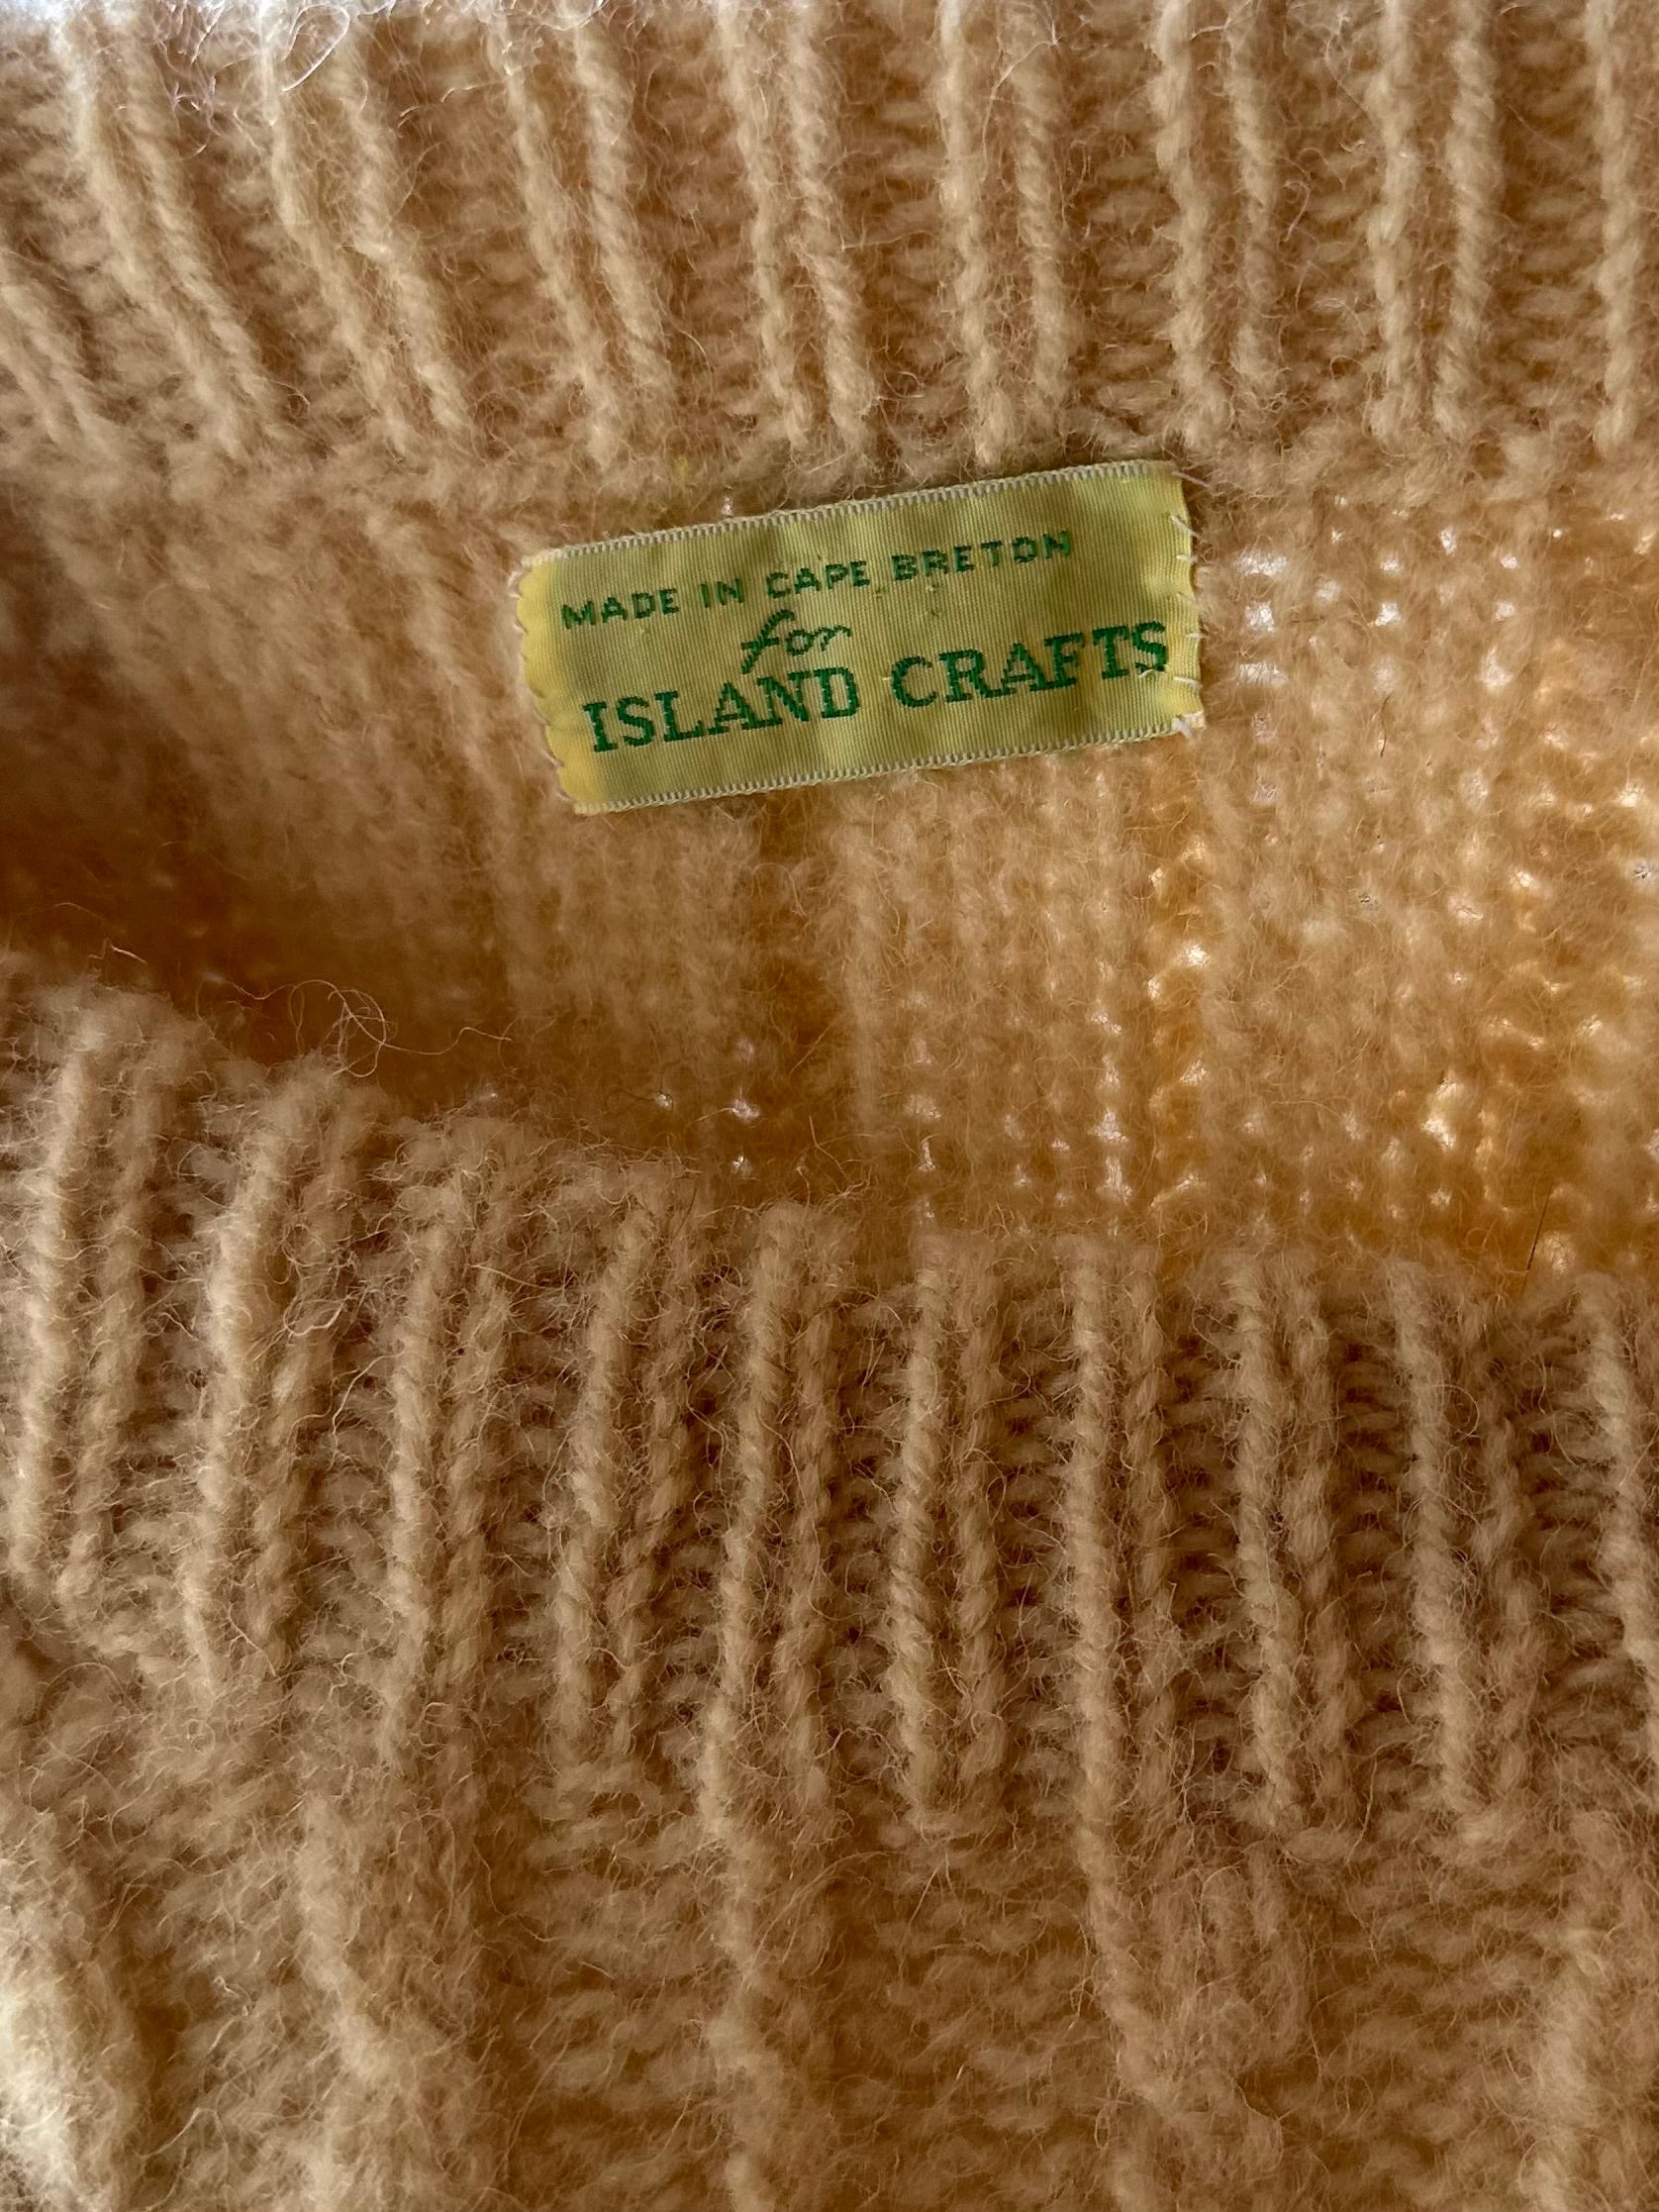 MADE IN CAPE BRETON
for
ISLAND CRAFTS